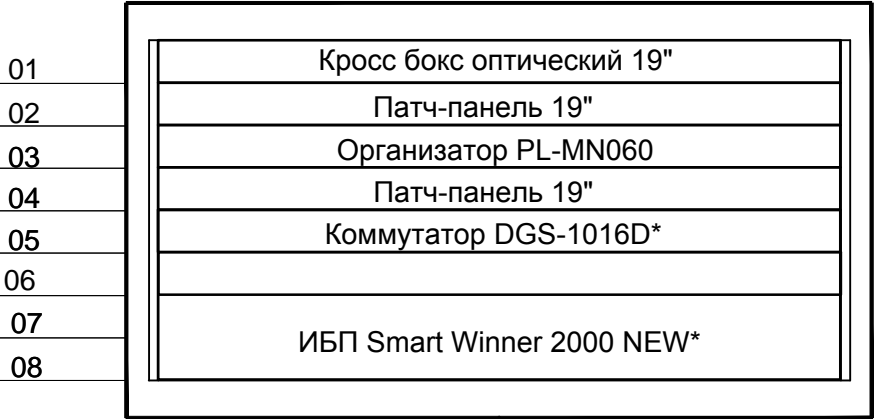 01 Кросс бокс оптический 19"
02 Патч-панель 19"
03 Организатор PL-MN060
04 Патч-панель 19"
05 Коммутатор DGS-1016D*
06
07
ИБП Smart Winner 2000 NEW*
08